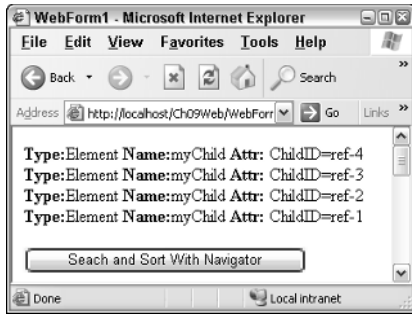 WebForm1 - Microsoft Internet Explorer
File Edit View Favorites Tools Help
Back Search »
Address http://localhost/Ch09Web/WebForr Go Links »
Type:Element Name:myChild Attr: ChildID=ref-4
Type:Element Name:myChild Attr: ChildID=ref-3
Type:Element Name:myChild Attr: ChildID=ref-2
Type:Element Name:myChild Attr: ChildID=ref-1
Seach and Sort With Navigator
Done Local intranet